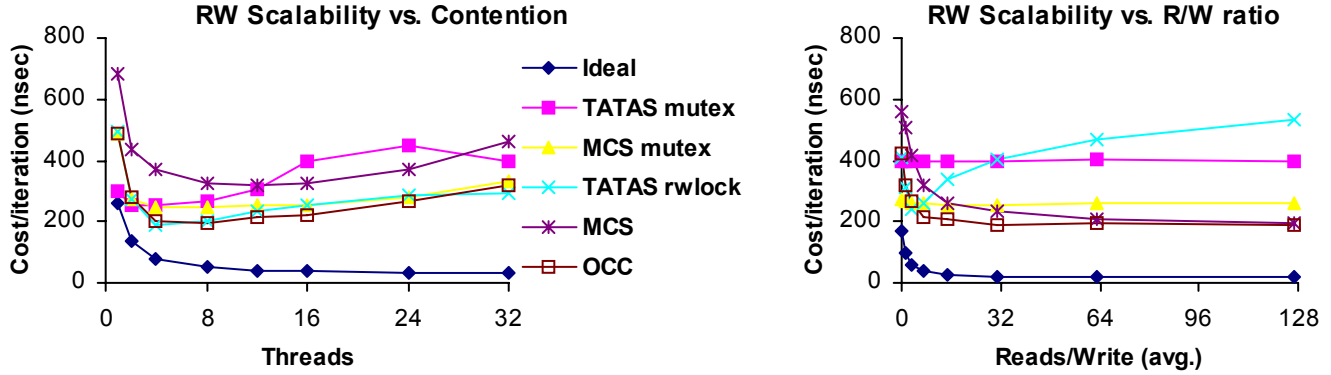 RW Scalability vs. Contention
Cost/iteration (nsec)
800
600
400
200
0
0 8 16 24 32
Threads
Ideal
TATAS mutex
MCS mutex
TATAS rwlock
MCS
OCC
RW Scalability vs. R/W ratio
Cost/iteration (nsec)
800
600
400
200
0
0 32 64 96 128
Reads/Write (avg.)